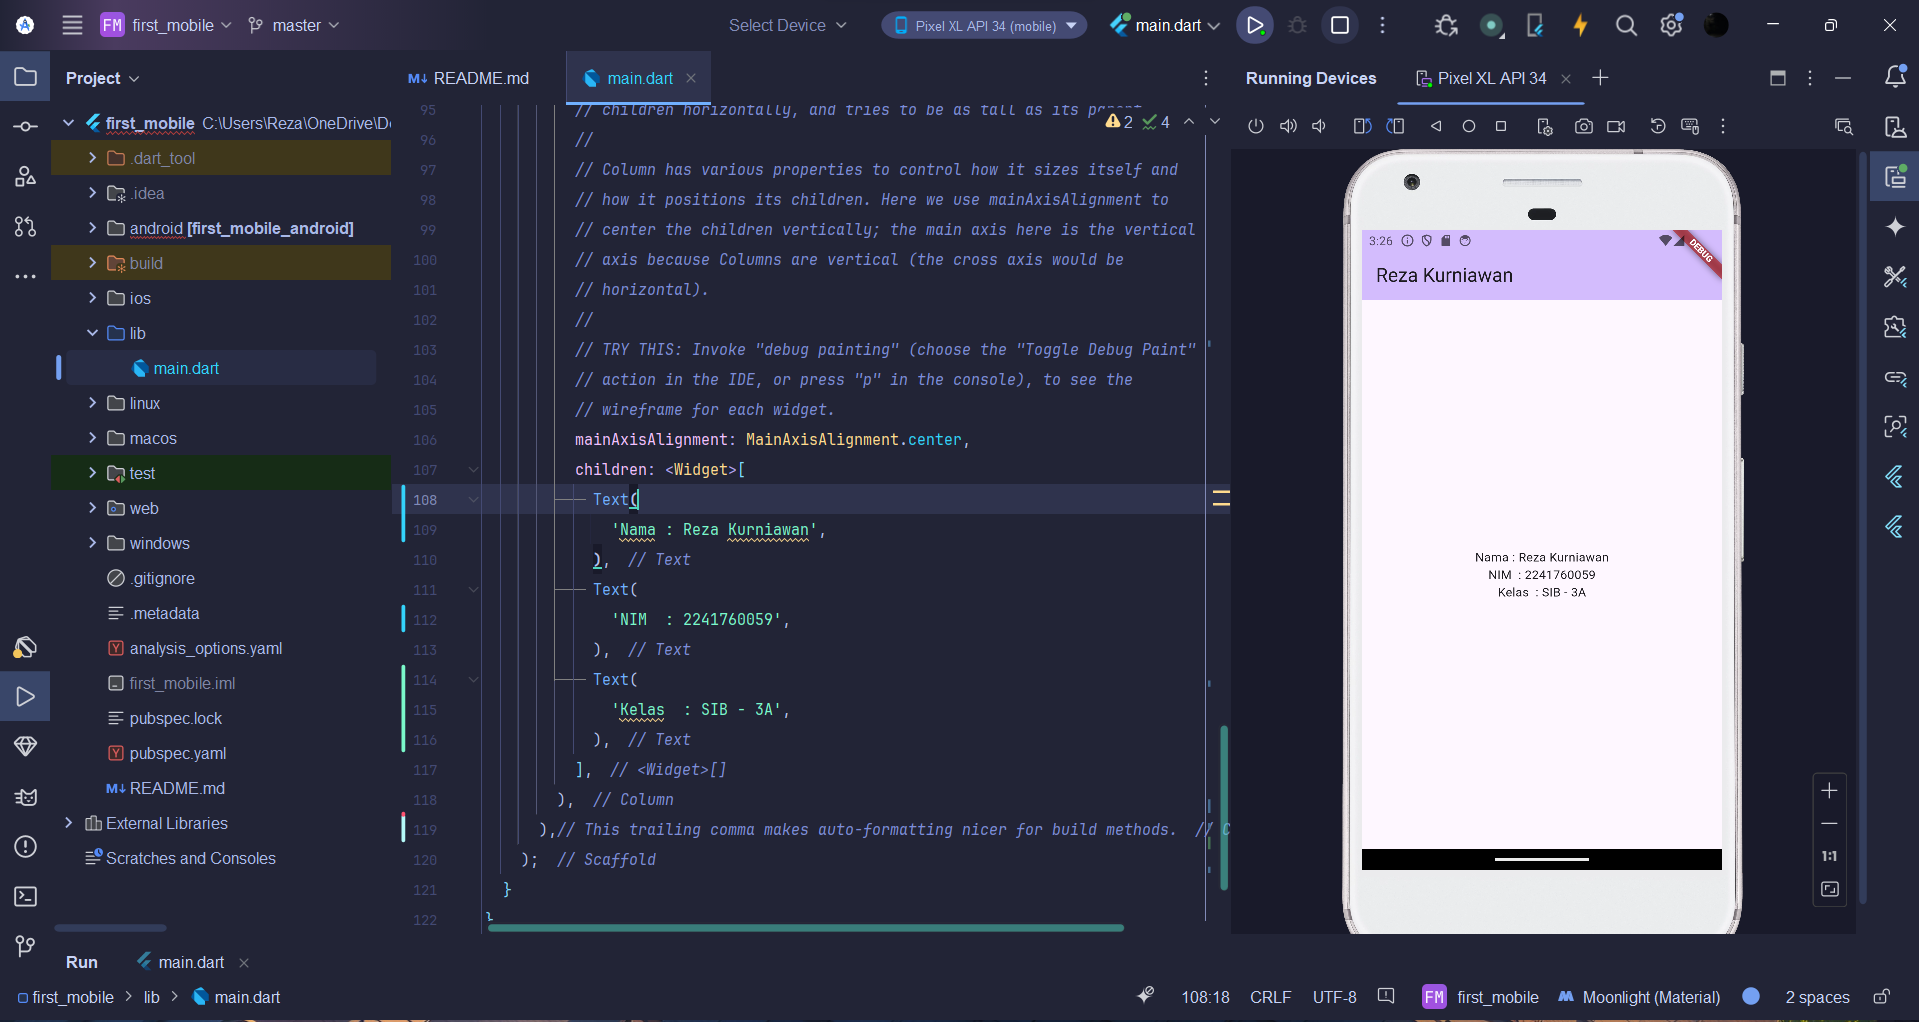 FM first_mobile master Select Device Pixel XL API 34 (mobile) main.dart
Project
first_mobile C:\Users\Reza\OneDrive\D
.dart_tool
.idea
android [first_mobile_android]
build
ios
lib
main.dart
linux
macos
test
web
windows
.gitignore
.metadata
analysis_options.yaml
first_mobile.iml
pubspec.lock
pubspec.yaml
M↓ README.md
External Libraries
Scratches and Consoles
M↓ README.md main.dart
2 4
95 // children horizontally, and tries to be as tall as its parent.
96 //
97 // Column has various properties to control how it sizes itself and
98 // how it positions its children. Here we use mainAxisAlignment to
99 // center the children vertically; the main axis here is the vertical
100 // axis because Columns are vertical (the cross axis would be
101 // horizontal).
102 //
103 // TRY THIS: Invoke "debug painting" (choose the "Toggle Debug Paint"
104 // action in the IDE, or press "p" in the console), to see the
105 // wireframe for each widget.
106 mainAxisAlignment: MainAxisAlignment.center,
107 children: <Widget>[
108 Text(
109 'Nama : Reza Kurniawan',
110 ), // Text
111 Text(
112 'NIM  : 2241760059',
113 ), // Text
114 Text(
115 'Kelas  : SIB - 3A',
116 ), // Text
117 ], // <Widget>[]
118 ), // Column
119 ),// This trailing comma makes auto-formatting nicer for build methods. // C
120 ); // Scaffold
121 }
122 }
Running Devices Pixel XL API 34
3:26
DEBUG
Reza Kurniawan
Nama : Reza Kurniawan
NIM : 2241760059
Kelas : SIB - 3A
1:1
Run main.dart
first_mobile > lib > main.dart 108:18 CRLF UTF-8 FM first_mobile Moonlight (Material) 2 spaces